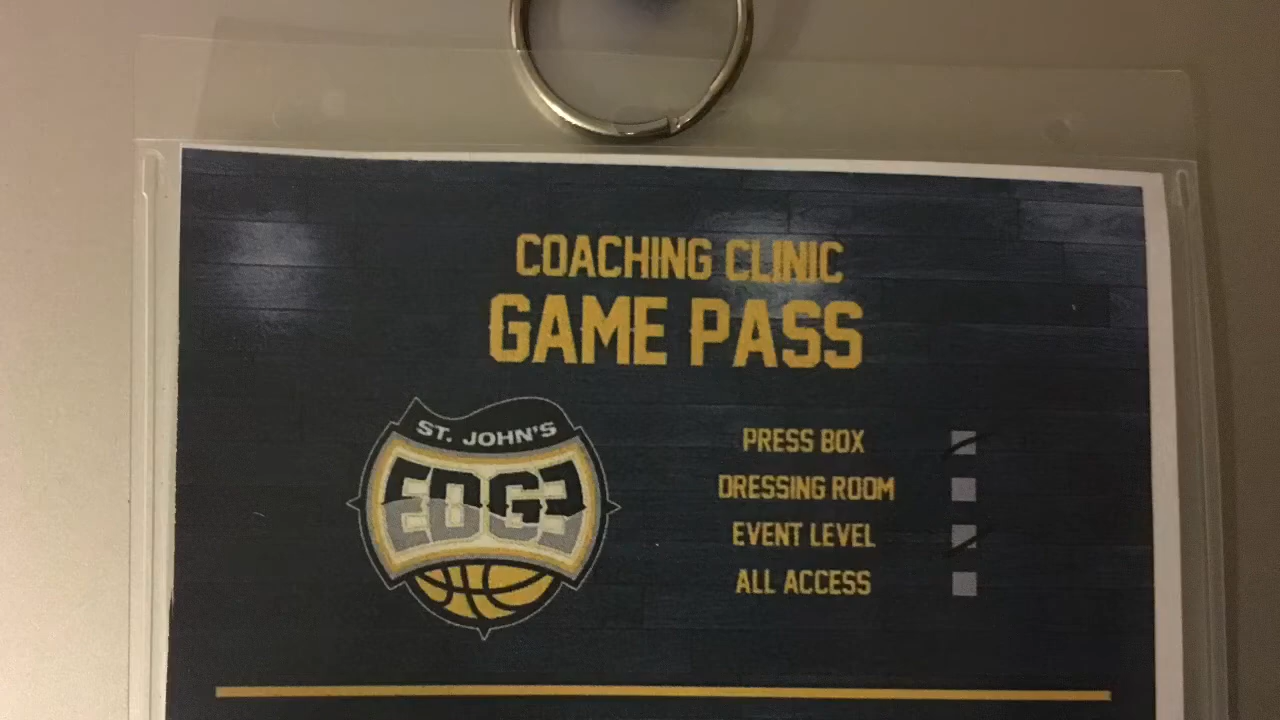 COACHING CLINIC
GAME PASS
ST. JOHN'S
EDGE
PRESS BOX
DRESSING ROOM
EVENT LEVEL
ALL ACCESS